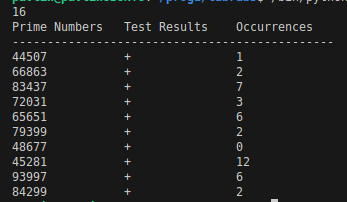 16
Prime Numbers Test Results Occurrences
------------------------------------------------
44507 + 1
66863 + 2
83437 + 7
72031 + 3
65651 + 6
79399 + 2
48677 + 0
45281 + 12
93997 + 6
84299 + 2